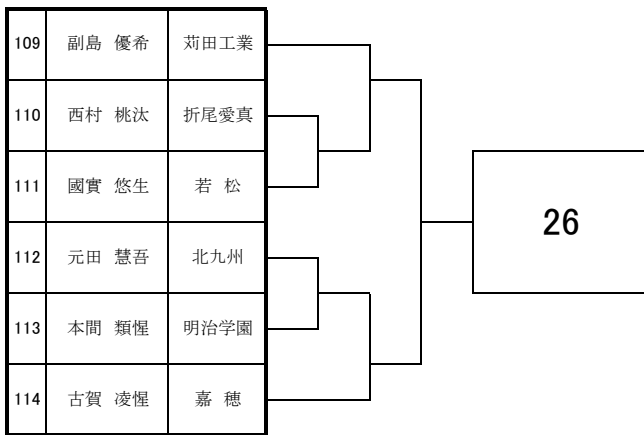 109 副島 優希 苅田工業
110 西村 桃汰 折尾愛真
111 國實 悠生 若 松
26
112 元田 慧吾 北九州
113 本間 類惺 明治学園
114 古賀 凌惺 嘉 穂